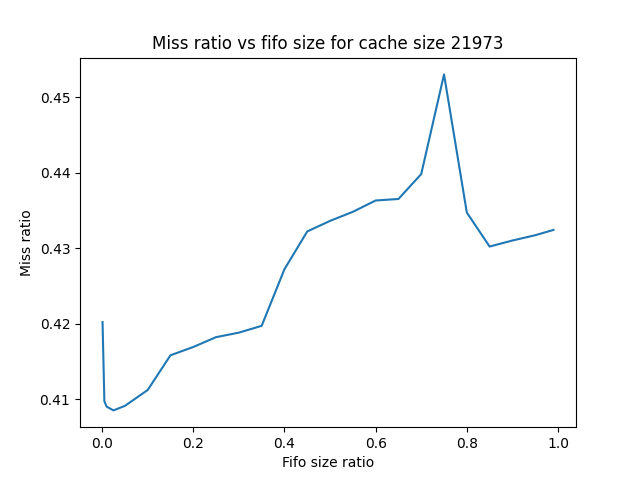 Miss ratio vs fifo size for cache size 21973
0.45
0.44
0.43
0.42
0.41
Miss ratio
0.0 0.2 0.4 0.6 0.8 1.0
Fifo size ratio